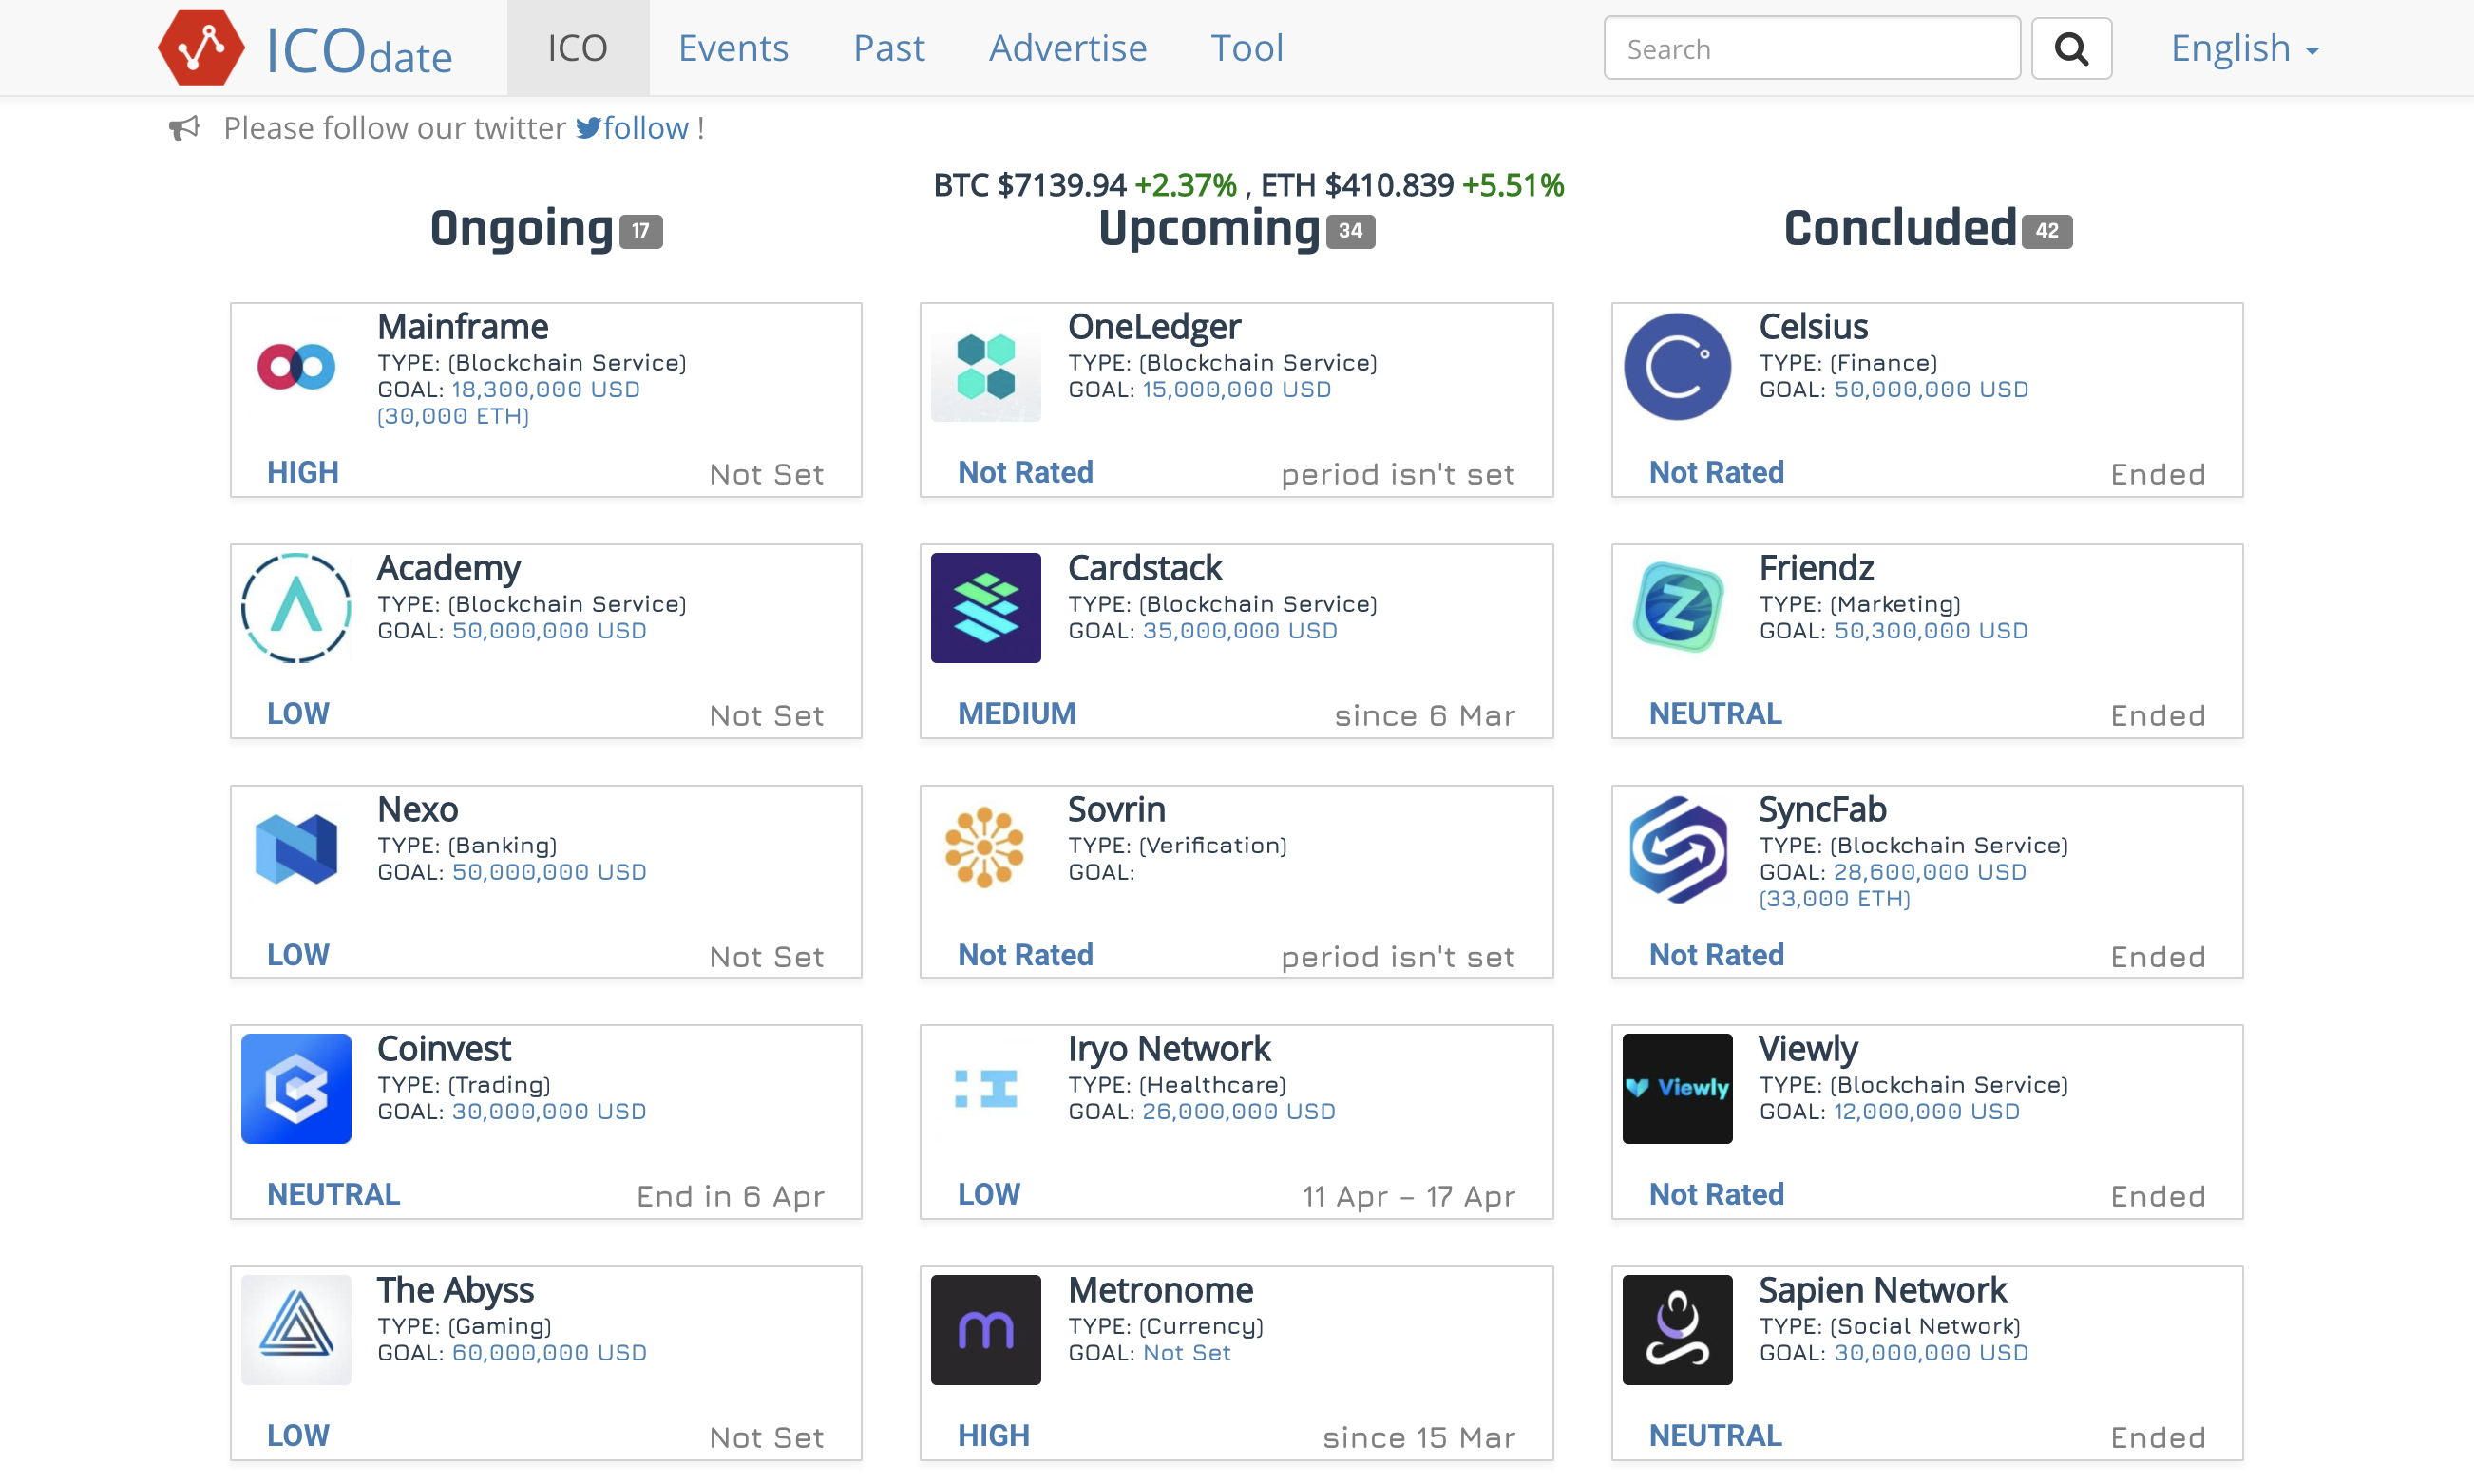 ICOdate
ICO
Events
Past
Advertise
Tool
Search
English
Please follow our twitter follow !
BTC $7139.94 +2.37% , ETH $410.839 +5.51%
Ongoing 17
Upcoming 34
Concluded 42
Mainframe
TYPE: (Blockchain Service)
GOAL: 18,300,000 USD
(30,000 ETH)
HIGH
Not Set
OneLedger
TYPE: (Blockchain Service)
GOAL: 15,000,000 USD
Not Rated
period isn't set
Celsius
TYPE: (Finance)
GOAL: 50,000,000 USD
Not Rated
Ended
Academy
TYPE: (Blockchain Service)
GOAL: 50,000,000 USD
LOW
Not Set
Cardstack
TYPE: (Blockchain Service)
GOAL: 35,000,000 USD
MEDIUM
since 6 Mar
Friendz
TYPE: (Marketing)
GOAL: 50,300,000 USD
NEUTRAL
Ended
Nexo
TYPE: (Banking)
GOAL: 50,000,000 USD
LOW
Not Set
Sovrin
TYPE: (Verification)
GOAL:
Not Rated
period isn't set
SyncFab
TYPE: (Blockchain Service)
GOAL: 28,600,000 USD
(33,000 ETH)
Not Rated
Ended
Coinvest
TYPE: (Trading)
GOAL: 30,000,000 USD
NEUTRAL
End in 6 Apr
Iryo Network
TYPE: (Healthcare)
GOAL: 26,000,000 USD
LOW
11 Apr – 17 Apr
Viewly
Viewly
TYPE: (Blockchain Service)
GOAL: 12,000,000 USD
Not Rated
Ended
The Abyss
TYPE: (Gaming)
GOAL: 60,000,000 USD
LOW
Not Set
m
Metronome
TYPE: (Currency)
GOAL: Not Set
HIGH
since 15 Mar
Sapien Network
TYPE: (Social Network)
GOAL: 30,000,000 USD
NEUTRAL
Ended